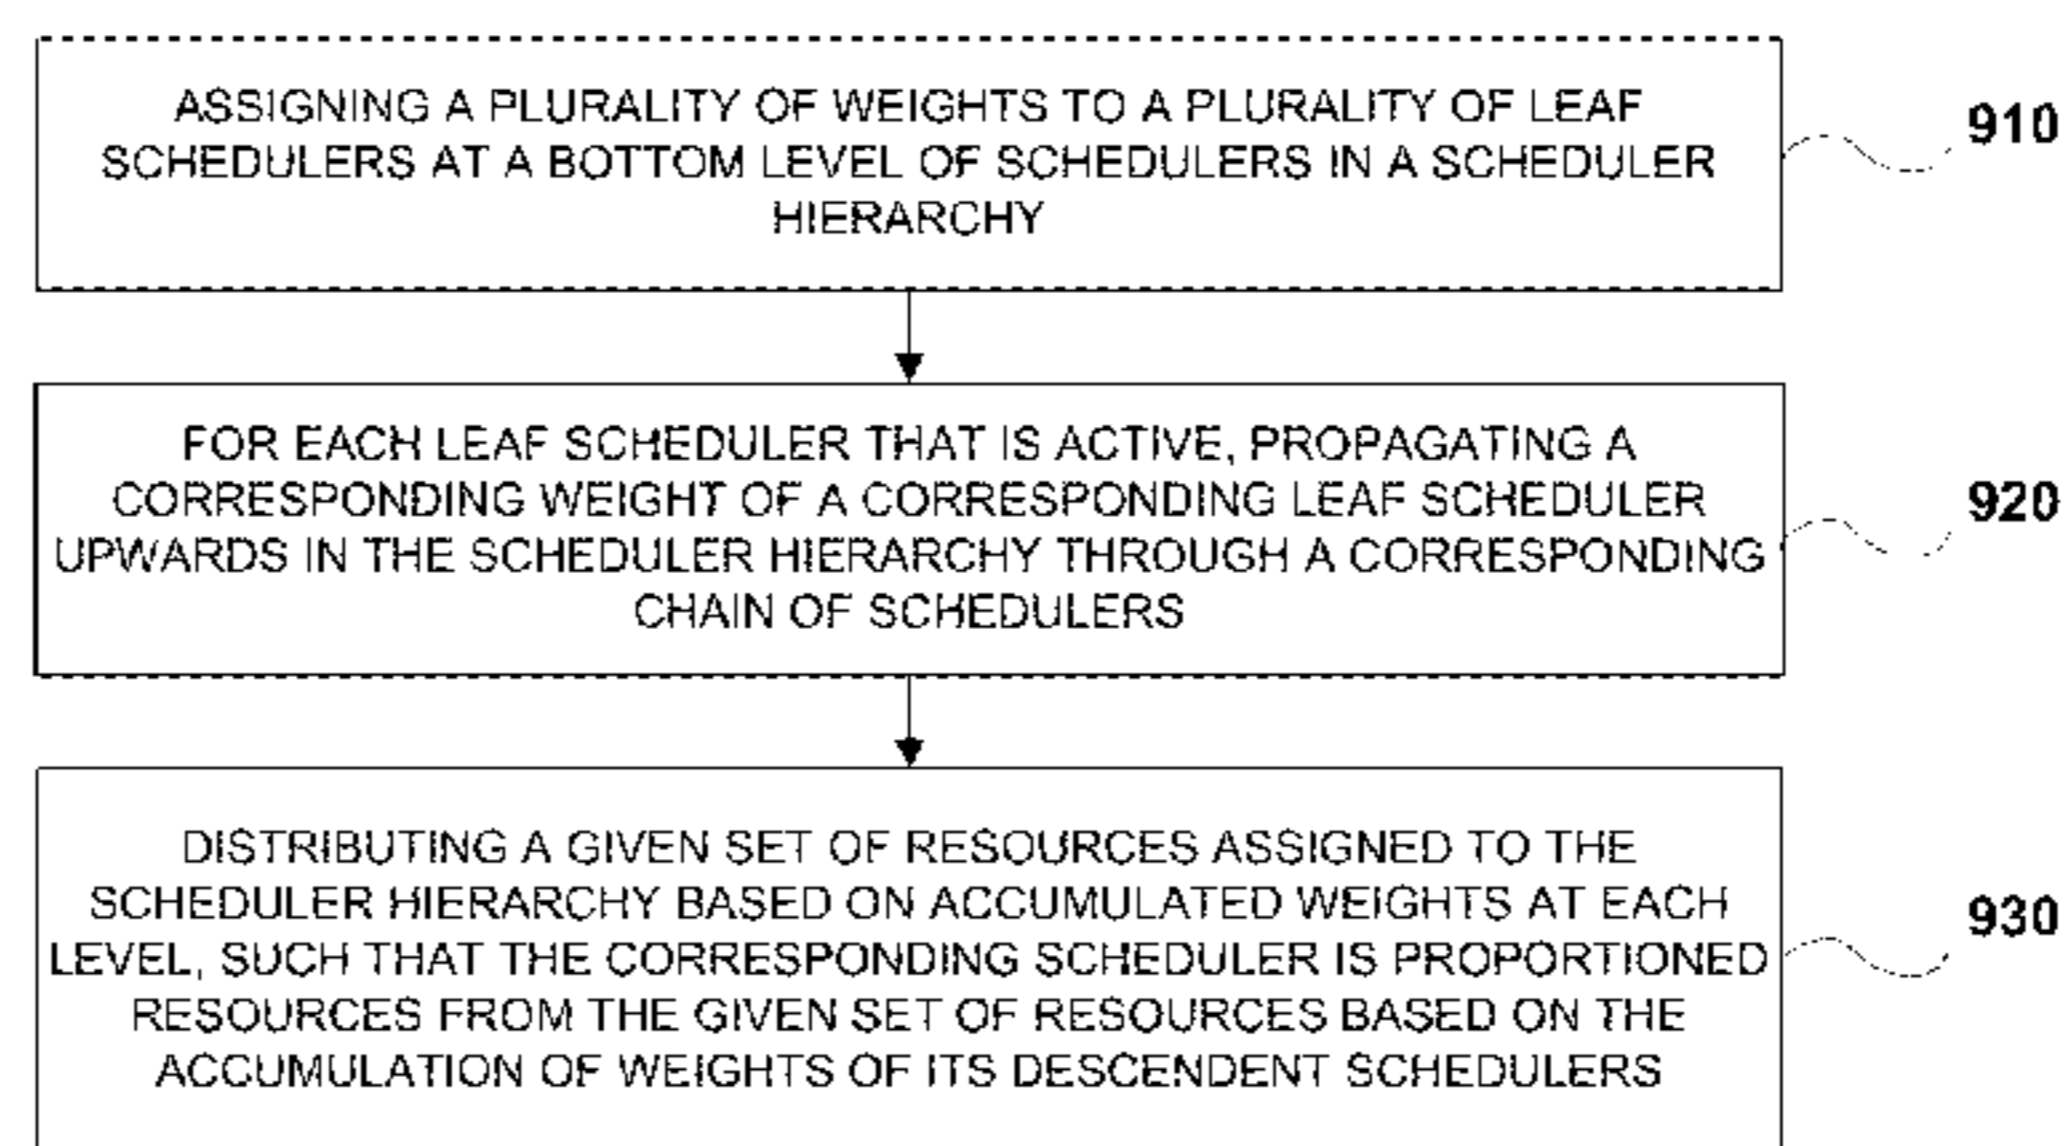 ASSIGNING A PLURALITY OF WEIGHTS TO A PLURALITY OF LEAF
SCHEDULERS AT A BOTTOM LEVEL OF SCHEDULERS IN A SCHEDULER
HIERARCHY
910
FOR EACH LEAF SCHEDULER THAT IS ACTIVE, PROPAGATING A
CORRESPONDING WEIGHT OF A CORRESPONDING LEAF SCHEDULER
UPWARDS IN THE SCHEDULER HIERARCHY THROUGH A CORRESPONDING
CHAIN OF SCHEDULERS
920
DISTRIBUTING A GIVEN SET OF RESOURCES ASSIGNED TO THE
SCHEDULER HIERARCHY BASED ON ACCUMULATED WEIGHTS AT EACH
LEVEL, SUCH THAT THE CORRESPONDING SCHEDULER IS PROPORTIONED
RESOURCES FROM THE GIVEN SET OF RESOURCES BASED ON THE
ACCUMULATION OF WEIGHTS OF ITS DESCENDENT SCHEDULERS
930